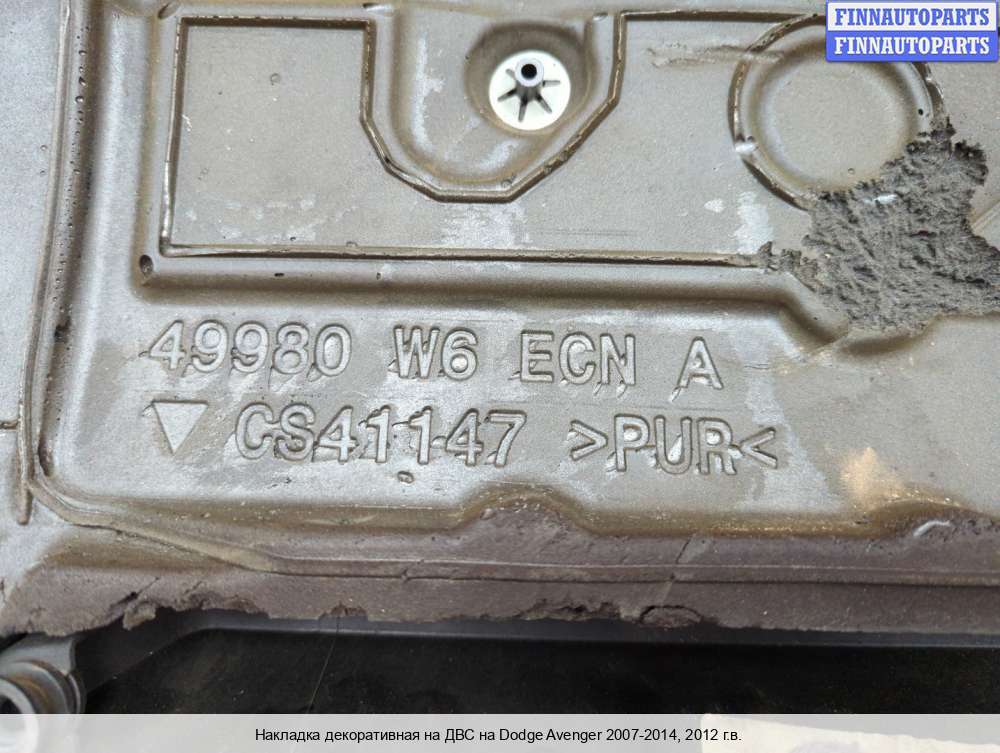 FINNAUTOPARTS
FINNAUTOPARTS
49980 W6 ECN A
▽ CS41147 >PUR<
Накладка декоративная на ДВС на Dodge Avenger 2007-2014, 2012 г.в.